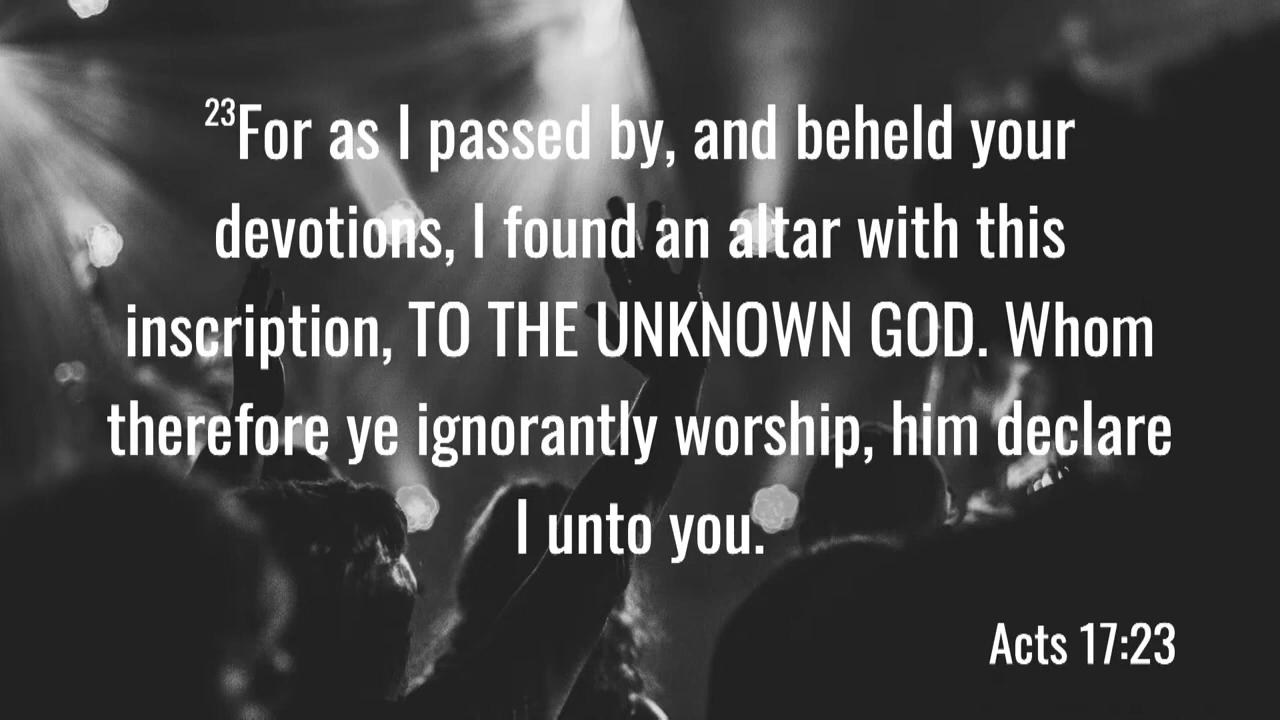 23For as I passed by, and beheld your
devotions, I found an altar with this
inscription, TO THE UNKNOWN GOD. Whom
therefore ye ignorantly worship, him declare
I unto you.
Acts 17:23